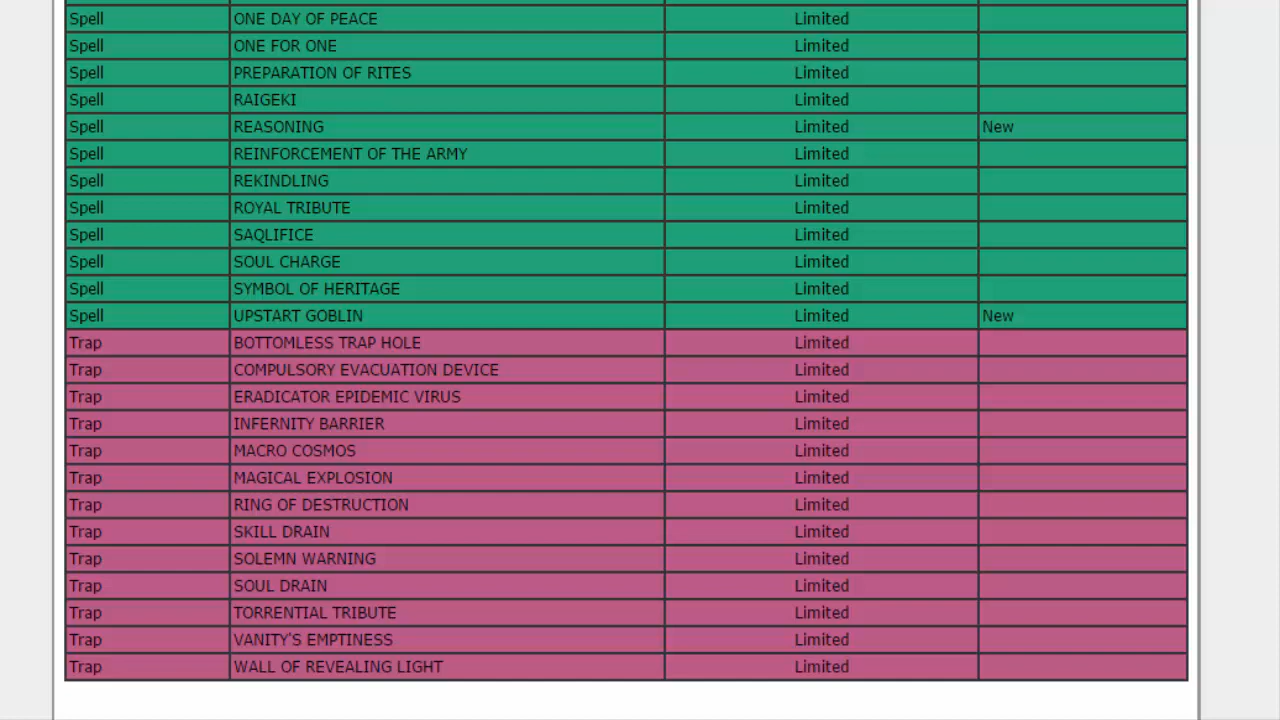 Spell ONE DAY OF PEACE Limited
Spell ONE FOR ONE Limited
Spell PREPARATION OF RITES Limited
Spell RAIGEKI Limited
Spell REASONING Limited New
Spell REINFORCEMENT OF THE ARMY Limited
Spell REKINDLING Limited
Spell ROYAL TRIBUTE Limited
Spell SAQLIFICE Limited
Spell SOUL CHARGE Limited
Spell SYMBOL OF HERITAGE Limited
Spell UPSTART GOBLIN Limited New
Trap BOTTOMLESS TRAP HOLE Limited
Trap COMPULSORY EVACUATION DEVICE Limited
Trap ERADICATOR EPIDEMIC VIRUS Limited
Trap INFERNITY BARRIER Limited
Trap MACRO COSMOS Limited
Trap MAGICAL EXPLOSION Limited
Trap RING OF DESTRUCTION Limited
Trap SKILL DRAIN Limited
Trap SOLEMN WARNING Limited
Trap SOUL DRAIN Limited
Trap TORRENTIAL TRIBUTE Limited
Trap VANITY'S EMPTINESS Limited
Trap WALL OF REVEALING LIGHT Limited